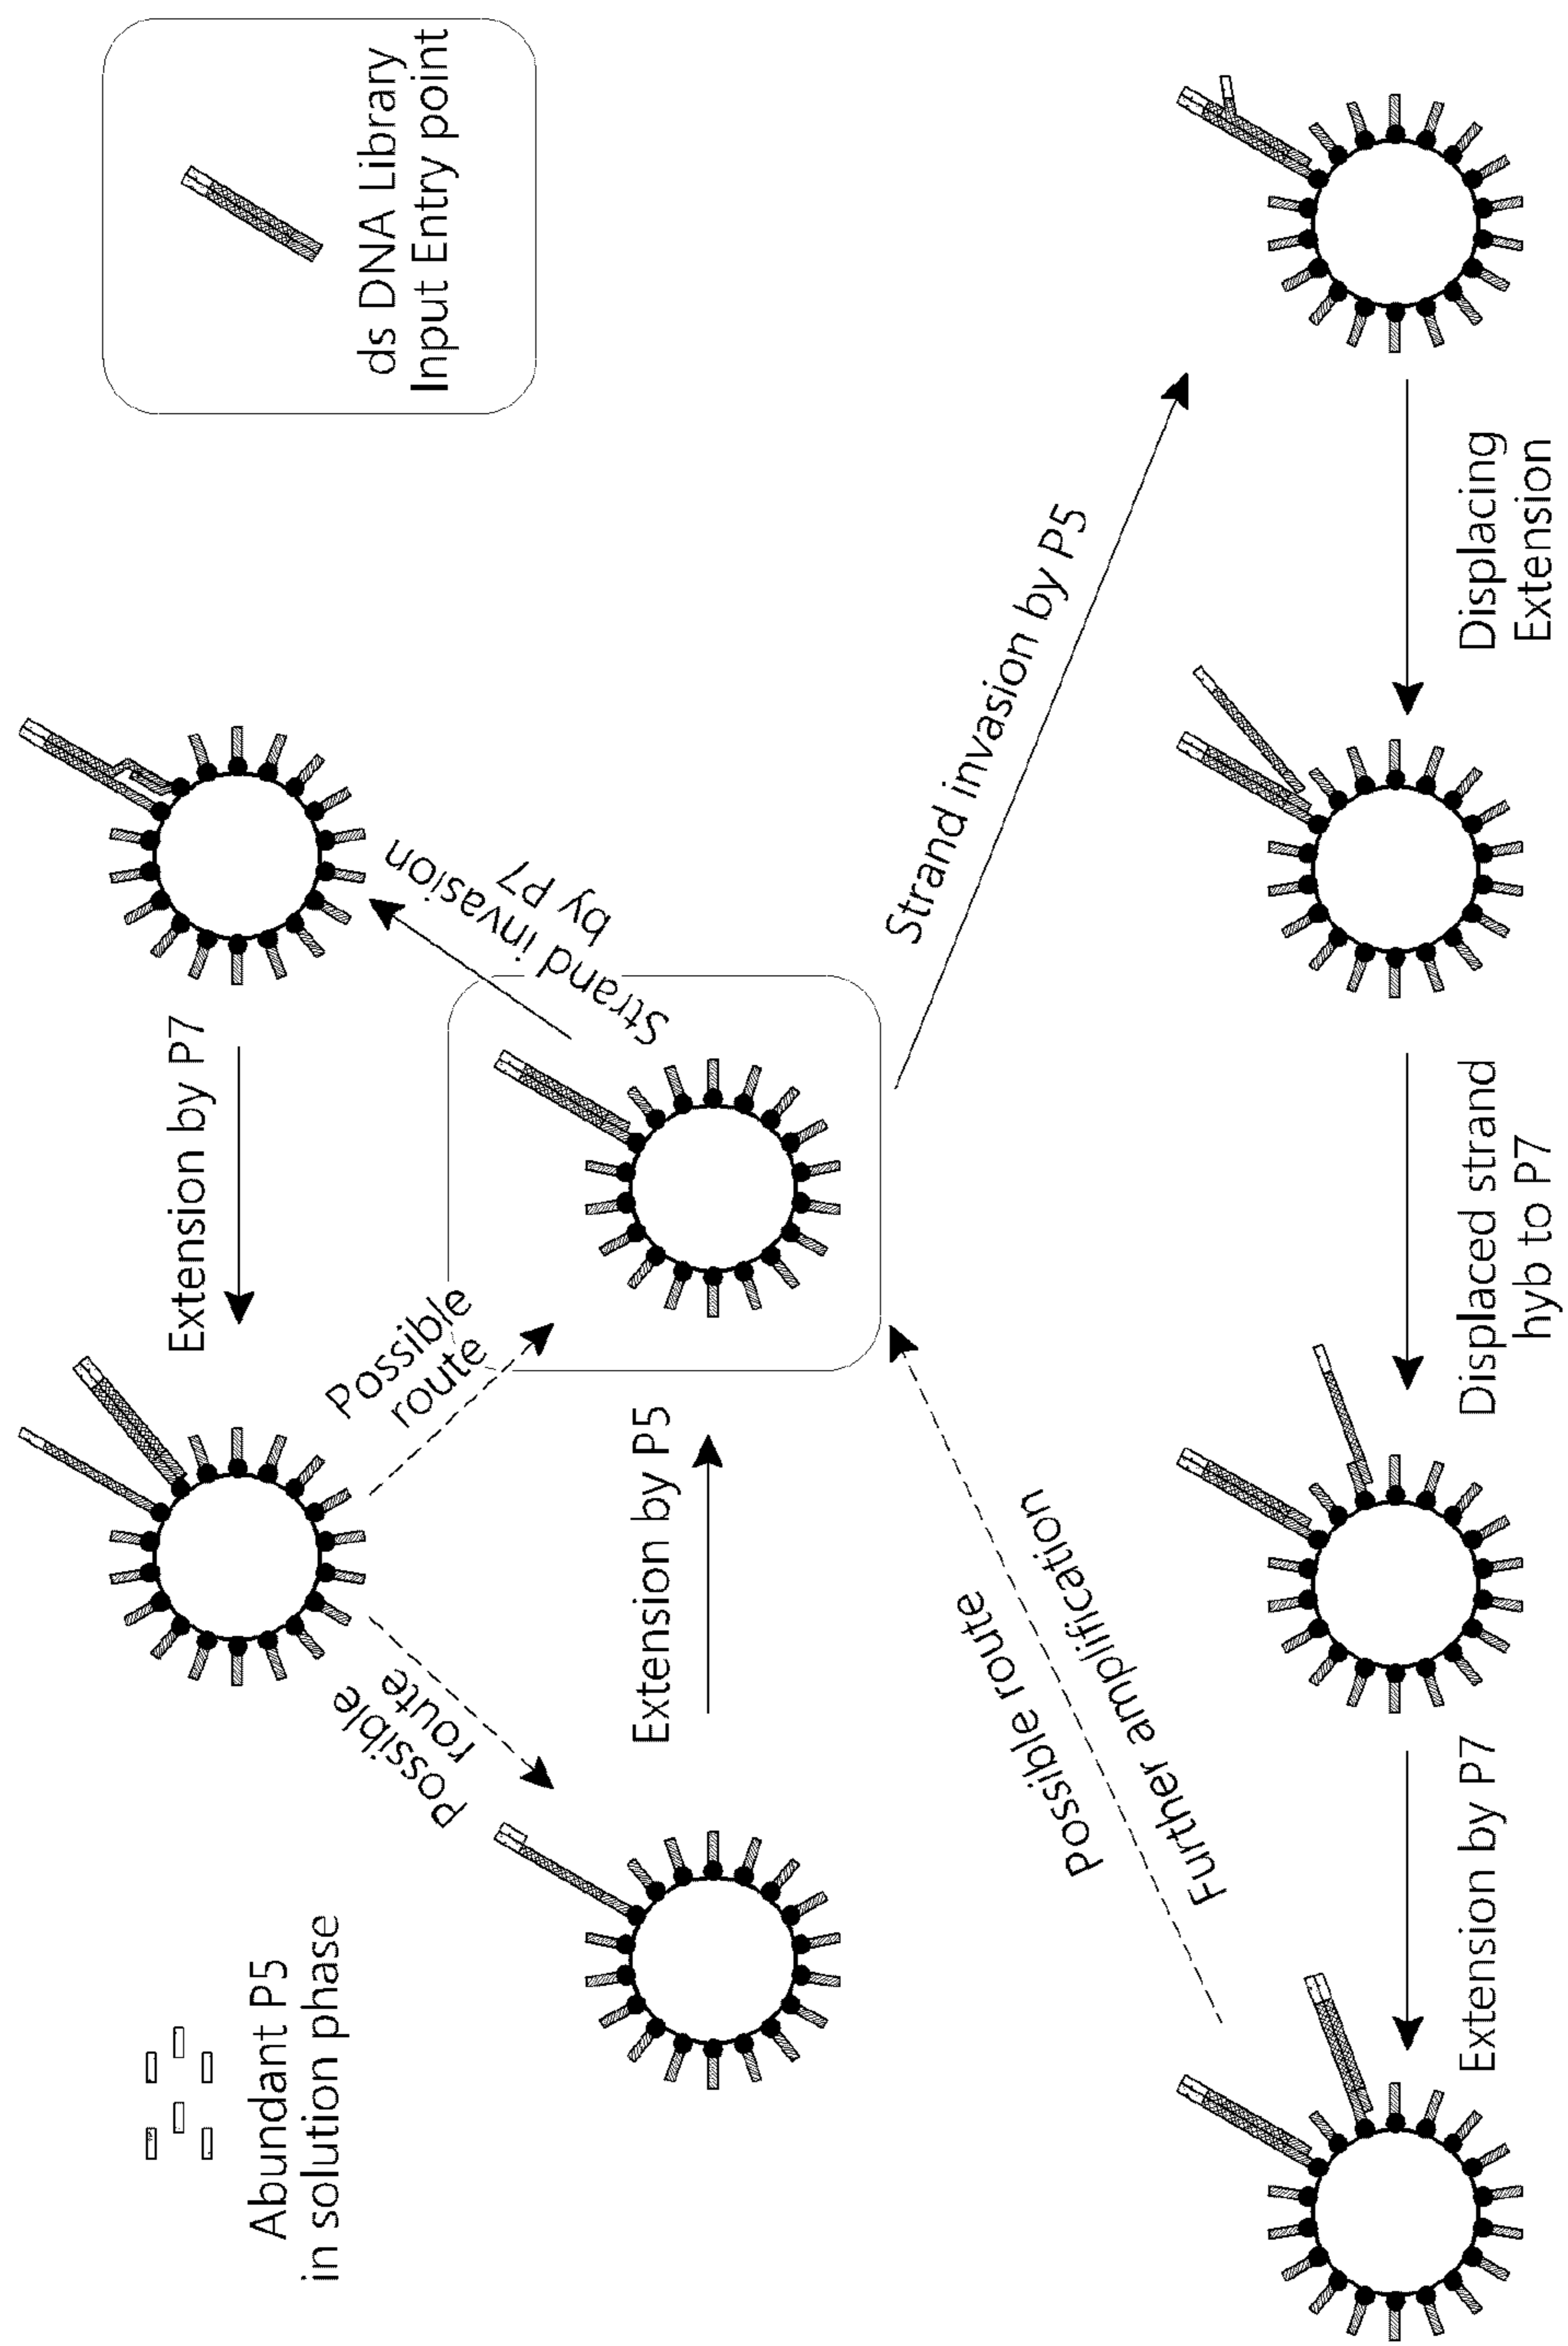 Abundant P5
in solution phase
Extension by P7
ds DNA Library
Input Entry point
Possible
route
Possible
route
Strand invasion
by P7
Extension by P5
Strand invasion by P5
Possible route
Further amplification
Extension by P7
Displaced strand
hyb to P7
Displacing
Extension